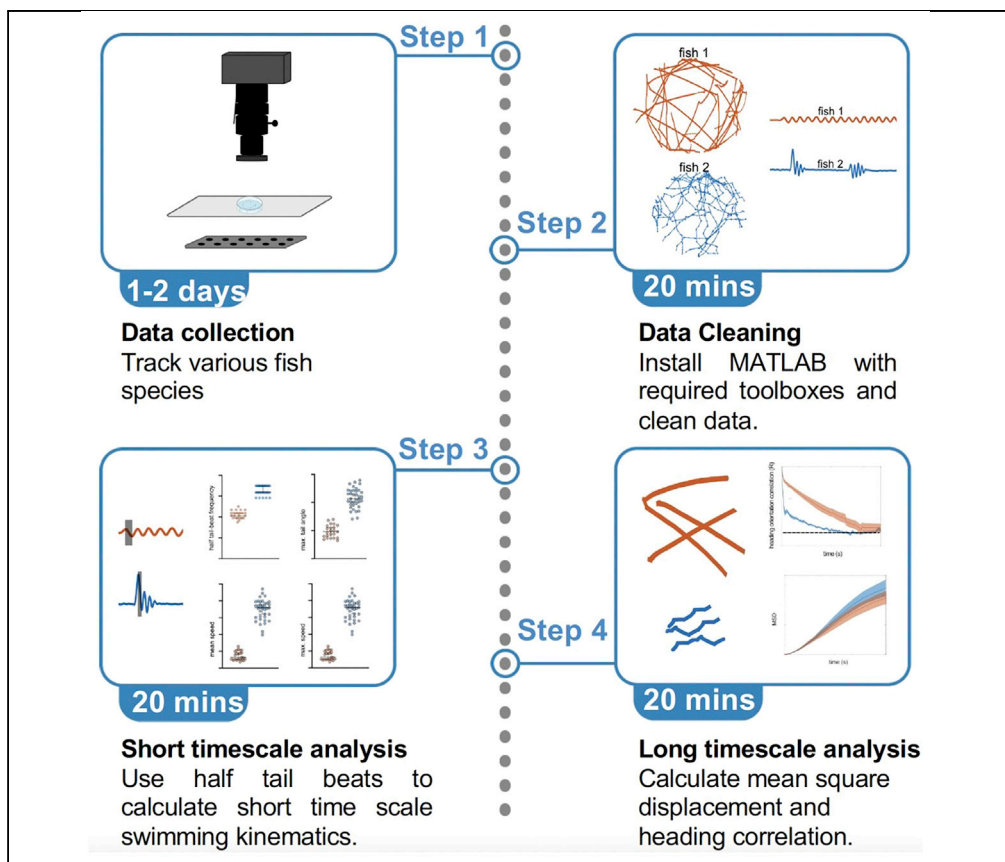 Step 1
1-2 days
Data collection
Track various fish
species
fish 1
fish 1
fish 2
fish 2
Step 2
20 mins
Data Cleaning
Install MATLAB with
required toolboxes and
clean data.
Step 3
half tail-beat frequency
max. tail angle
mean speed
max. speed
20 mins
Short timescale analysis
Use half tail beats to
calculate short time scale
swimming kinematics.
Step 4
heading orientation correlation (R)
time (s)
MSD
time (s)
20 mins
Long timescale analysis
Calculate mean square
displacement and
heading correlation.